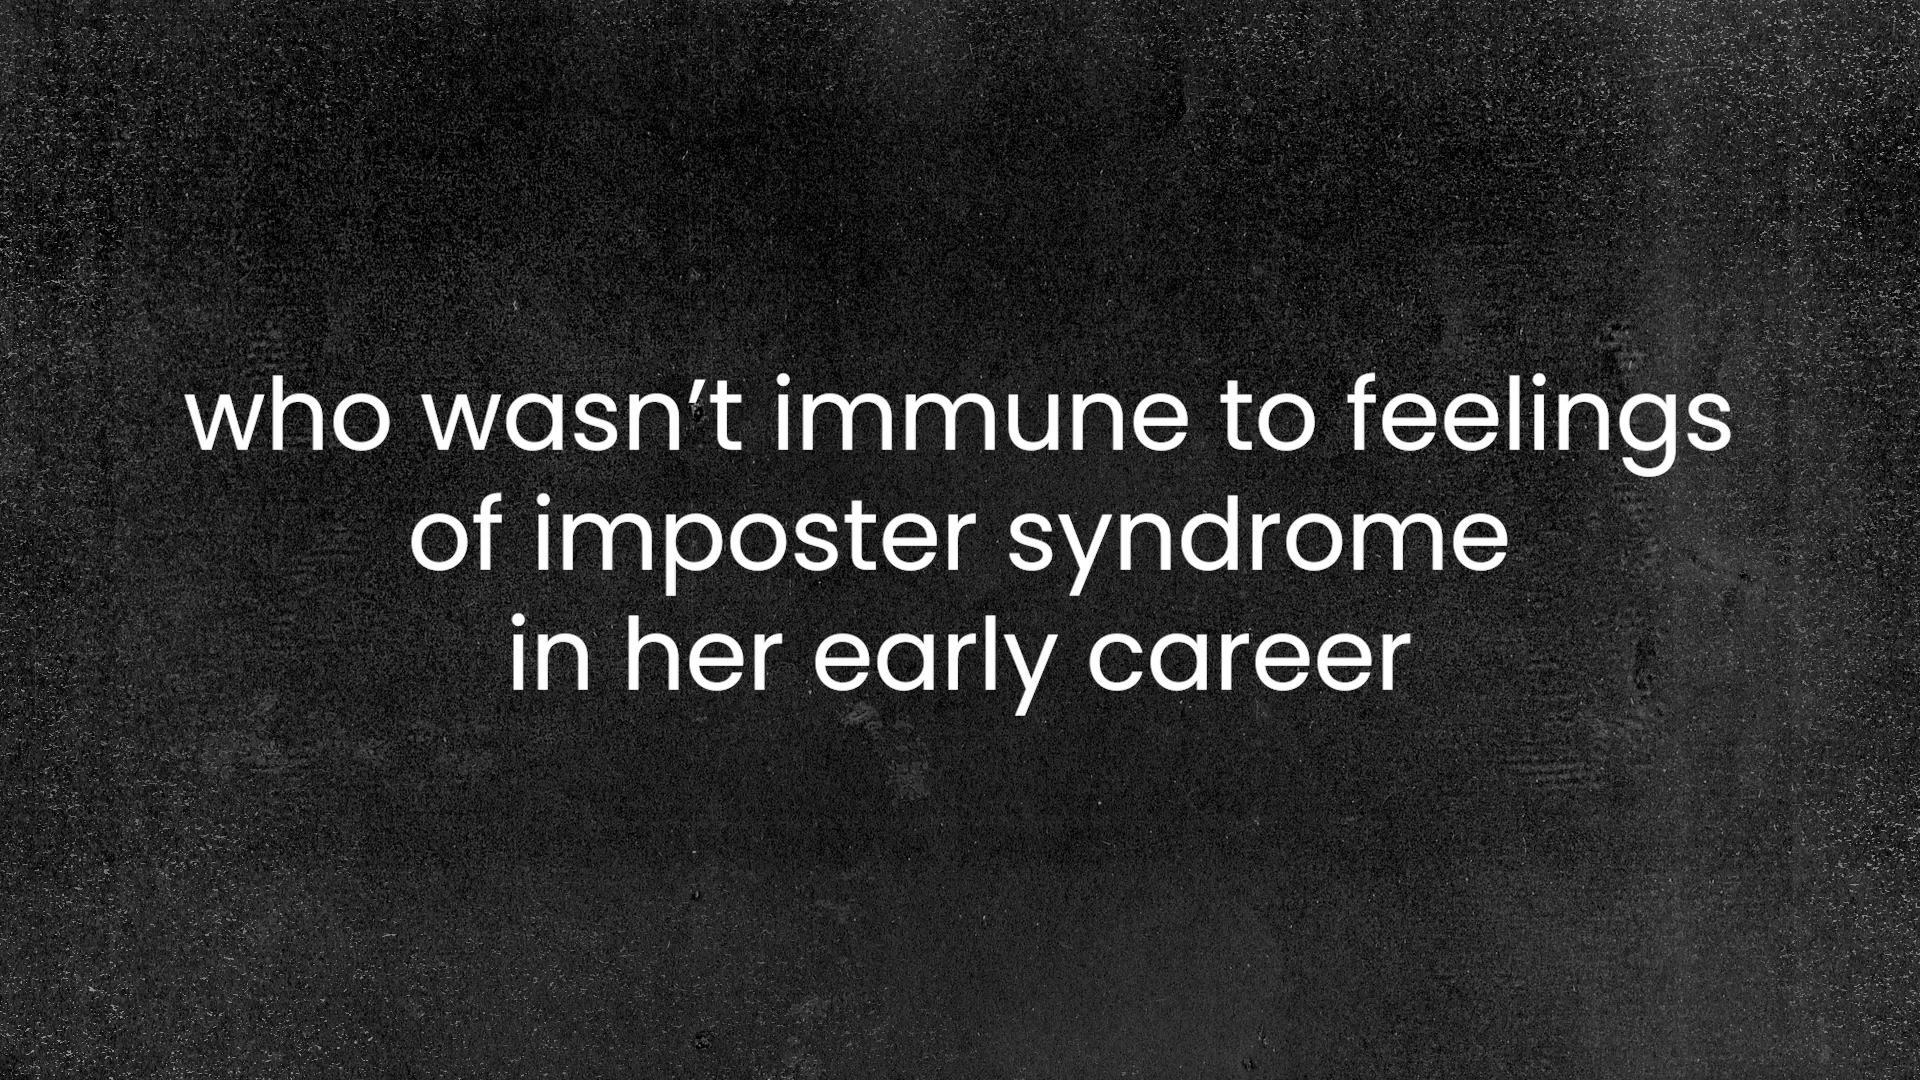 who wasn’t immune to feelings
of imposter syndrome
in her early career